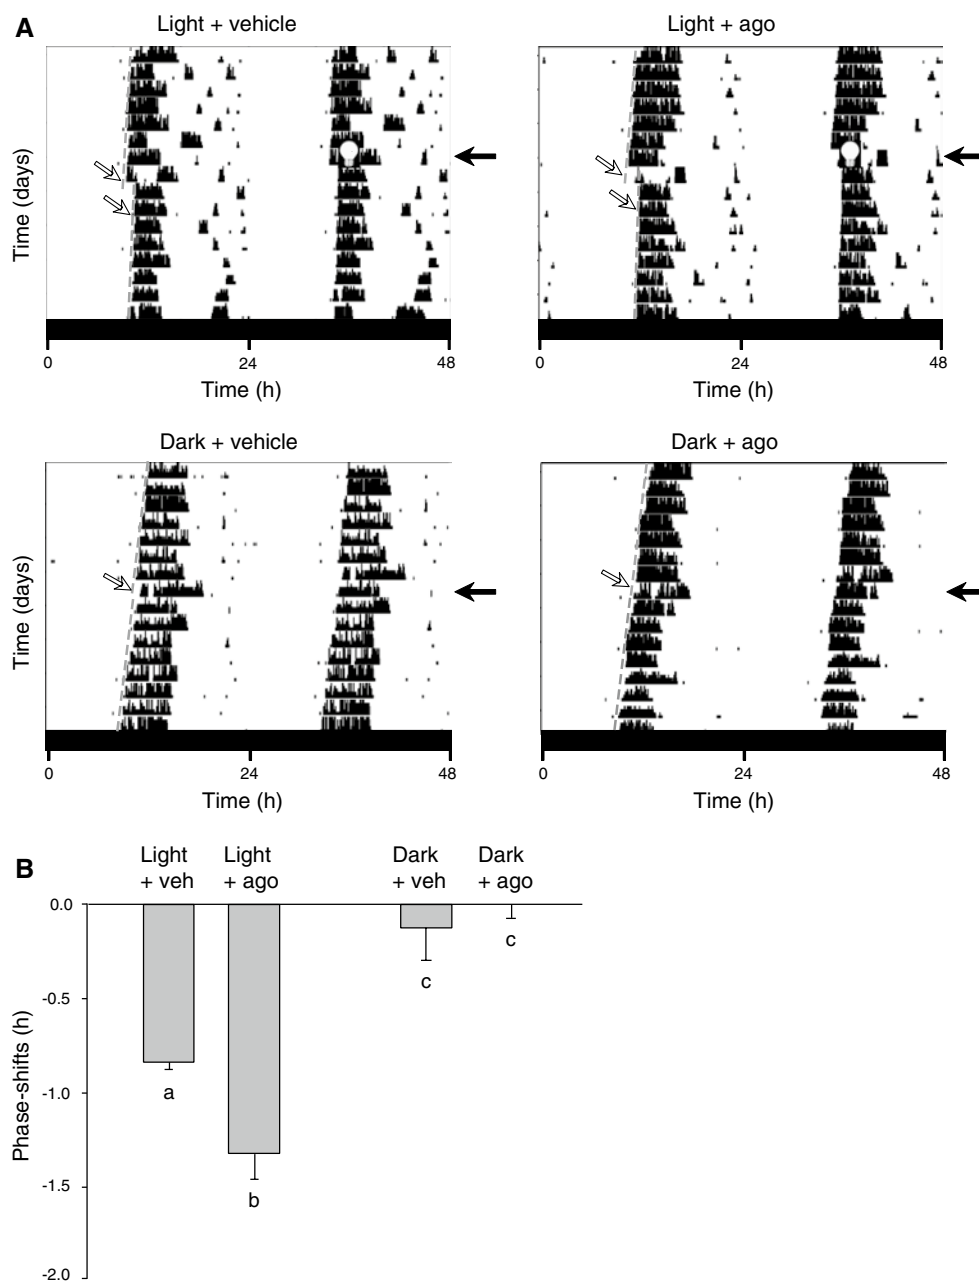 A
Light + vehicle
Light + ago
Time (days)
0
24
48
0
24
48
Time (h)
Time (h)
Dark + vehicle
Dark + ago
Time (days)
0
24
48
0
24
48
Time (h)
Time (h)
B
Light
+ veh
Light
+ ago
Dark
+ veh
Dark
+ ago
Phase-shifts (h)
0.0
-0.5
-1.0
-1.5
-2.0
a
b
c
c